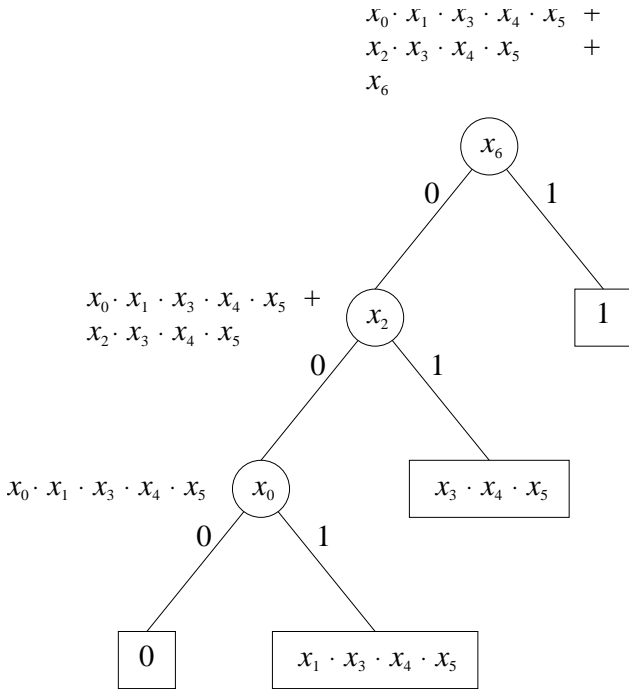 x₀ · x₁ · x₃ · x₄ · x₅ +
x₂ · x₃ · x₄ · x₅ +
x₆
x₆
0 1
x₀ · x₁ · x₃ · x₄ · x₅ +
x₂ · x₃ · x₄ · x₅
x₂
1
0 1
x₀ · x₁ · x₃ · x₄ · x₅
x₀
x₃ · x₄ · x₅
0 1
0
x₁ · x₃ · x₄ · x₅